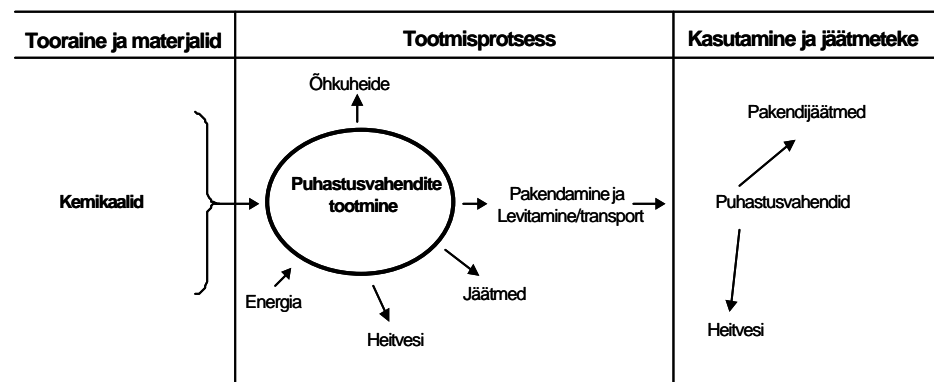 Tooraine ja materjalid
Tootmisprotsess
Kasutamine ja jäätmeteke
Õhkuheide
Pakendijäätmed
Kemikaalid
Puhastusvahendite
tootmine
Pakendamine ja
Levitamine/transport
Puhastusvahendid
Energia
Jäätmed
Heitvesi
Heitvesi